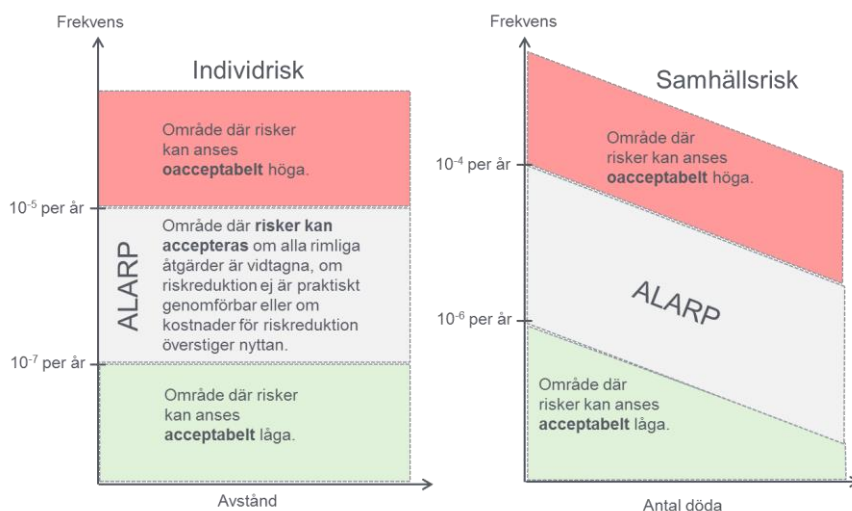 Frekvens
Individrisk
Område där risker
kan anses
oacceptabelt höga.
10-5 per år
ALARP
Område där risker kan
accepteras om alla rimliga
åtgärder är vidtagna, om
riskreduktion ej är praktiskt
genomförbar eller om
kostnader för riskreduktion
överstiger nyttan.
10-7 per år
Område där risker
kan anses
acceptabelt låga.
Avstånd
Frekvens
Samhällsrisk
Område där
risker kan anses
oacceptabelt höga.
10-4 per år
ALARP
10-6 per år
Område där
risker kan anses
acceptabelt låga.
Antal döda